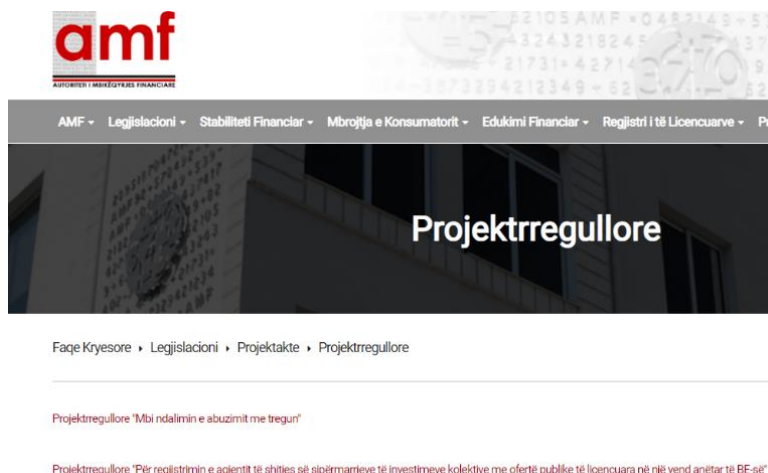 amf
AUTORITETI I MBIKËQYRJES FINANCIARE
AMF Legjislacioni Stabiliteti Financiar Mbrojtja e Konsumatorit Edukimi Financiar Regjistri i të Licencuarve
Projektrregullore
Faqe Kryesore Legjislacioni Projektakte Projektrregullore
Projektrregullore "Mbi ndalimin e abuzimit me tregun"
Projektrregullore "Për regjistrimin e agjentit të shitjes së sipërmarrjeve të investimeve kolektive me ofertë publike të licencuara në një vend anëtar të BE-së"